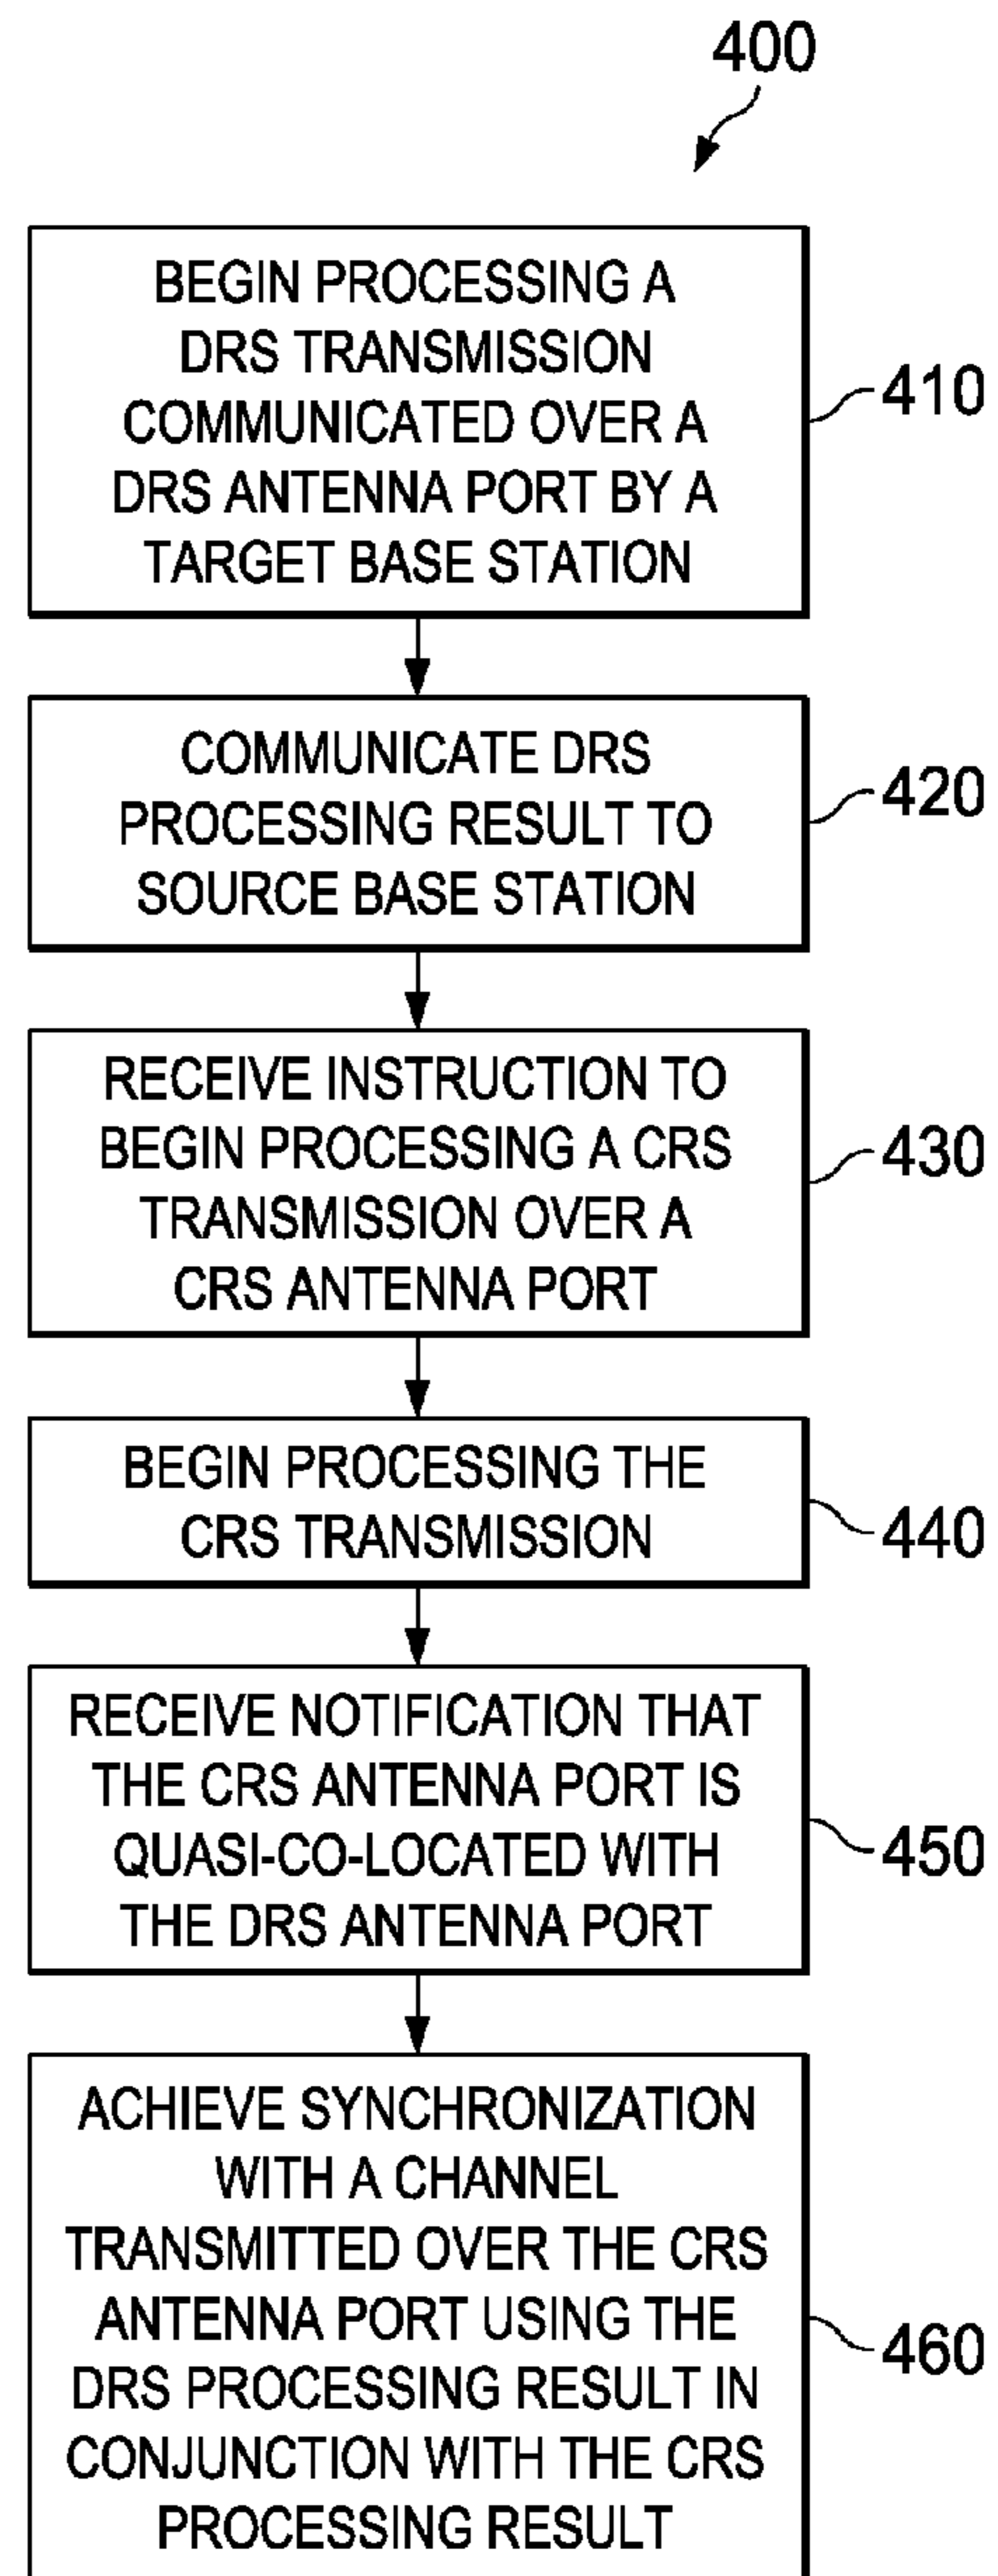 400
BEGIN PROCESSING A
DRS TRANSMISSION
COMMUNICATED OVER A
DRS ANTENNA PORT BY A
TARGET BASE STATION
410
COMMUNICATE DRS
PROCESSING RESULT TO
SOURCE BASE STATION
420
RECEIVE INSTRUCTION TO
BEGIN PROCESSING A CRS
TRANSMISSION OVER A
CRS ANTENNA PORT
430
BEGIN PROCESSING THE
CRS TRANSMISSION
440
RECEIVE NOTIFICATION THAT
THE CRS ANTENNA PORT IS
QUASI-CO-LOCATED WITH
THE DRS ANTENNA PORT
450
ACHIEVE SYNCHRONIZATION
WITH A CHANNEL
TRANSMITTED OVER THE CRS
ANTENNA PORT USING THE
DRS PROCESSING RESULT IN
CONJUNCTION WITH THE CRS
PROCESSING RESULT
460